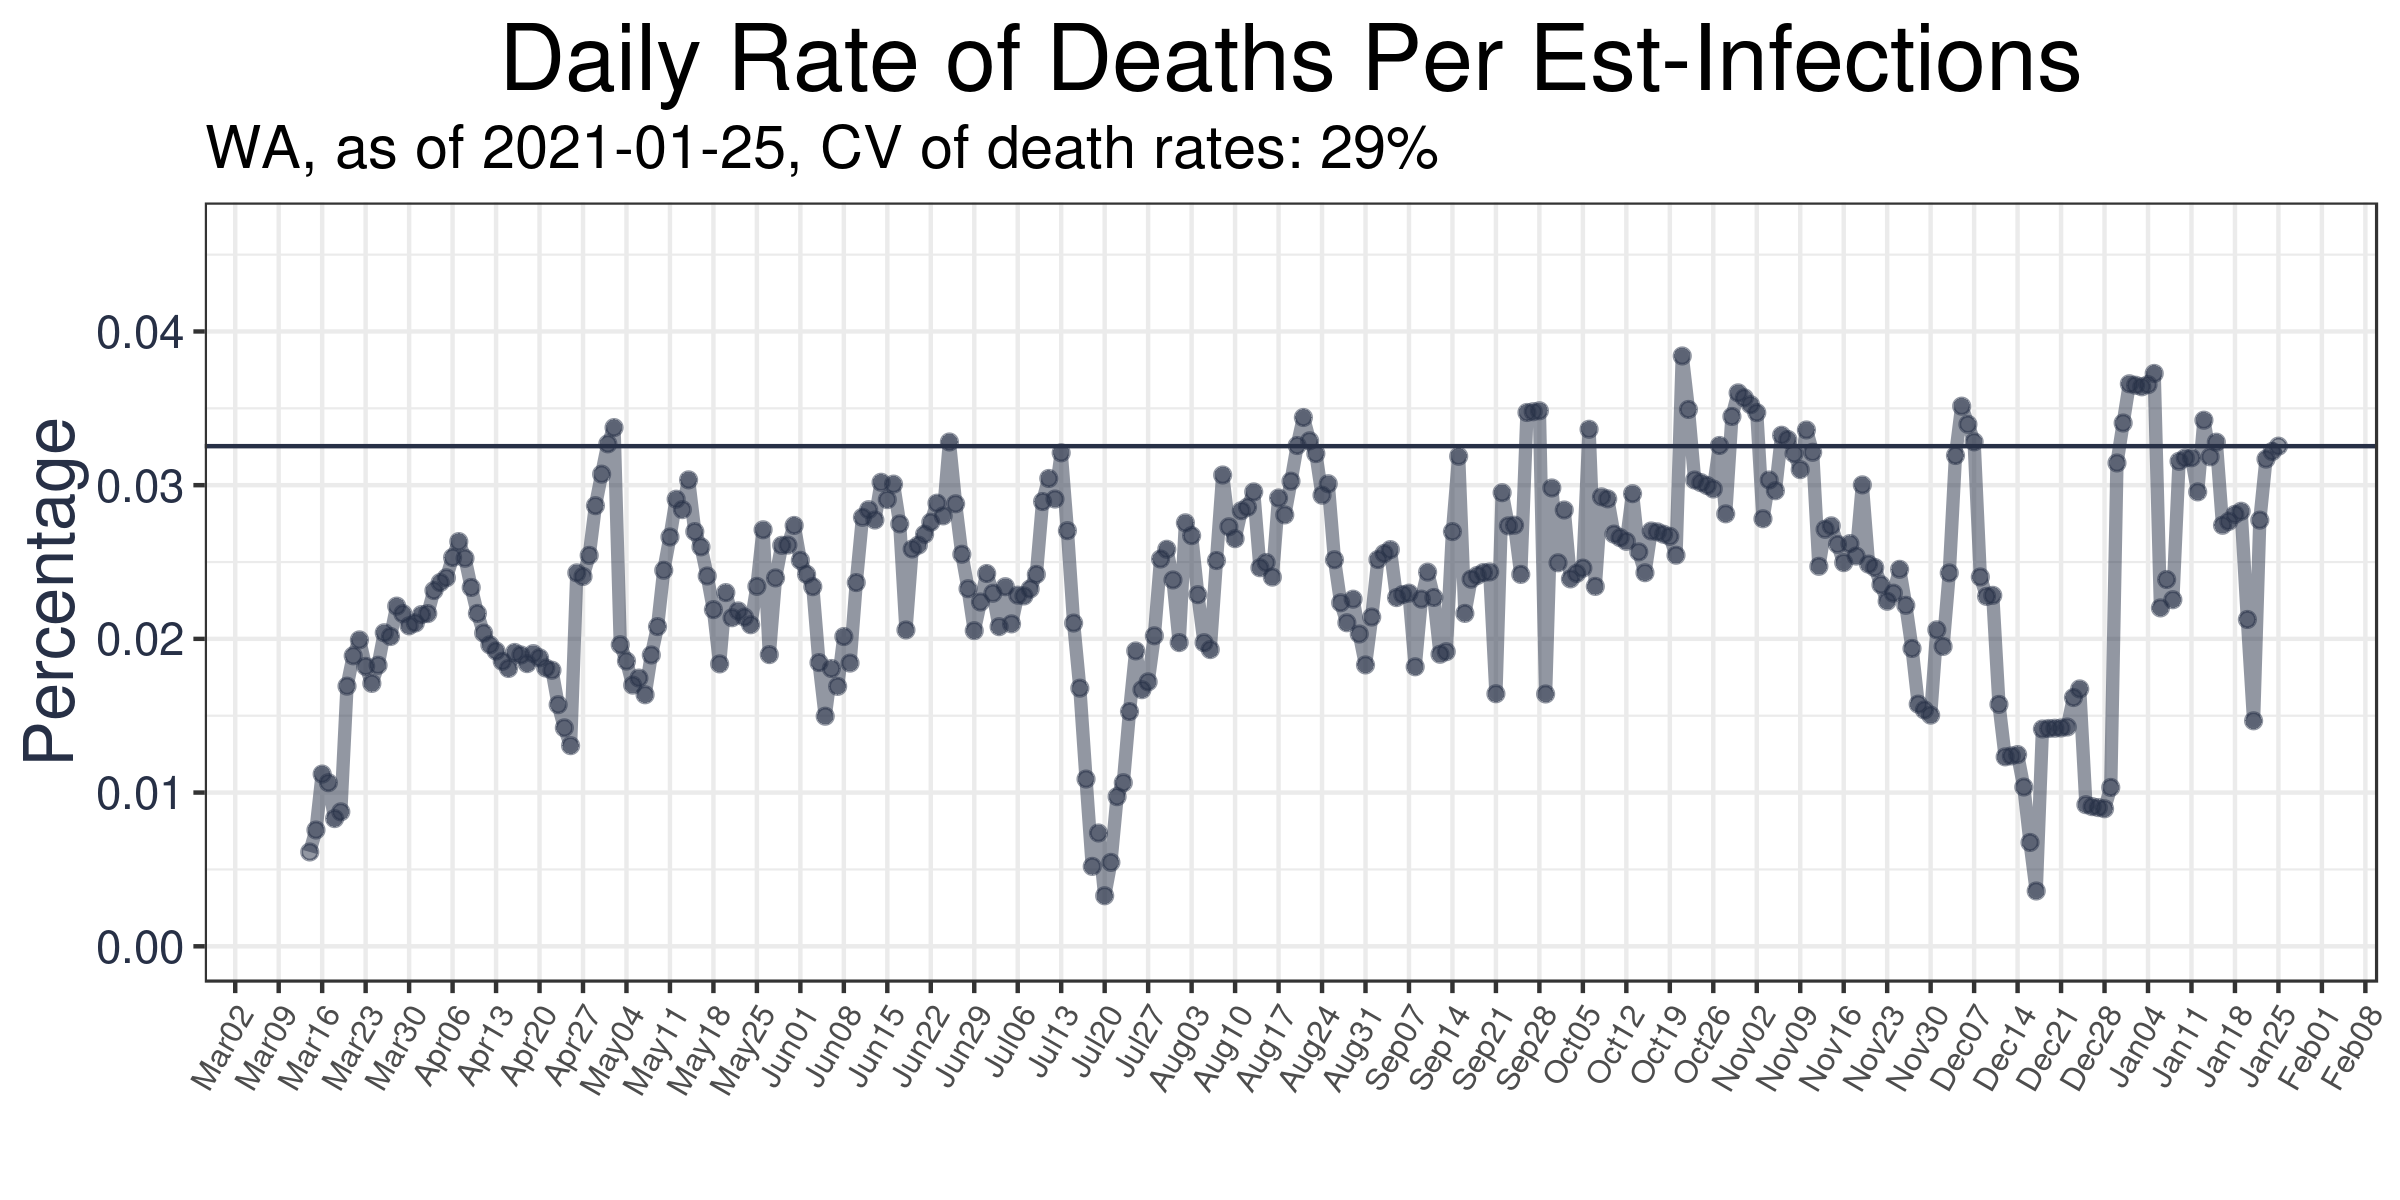 Daily Rate of Deaths Per Est-Infections
WA, as of 2021-01-25, CV of death rates: 29%
Percentage
0.04
0.03
0.02
0.01
0.00
Mar02 Mar09 Mar16 Mar23 Mar30 Apr06 Apr13 Apr20 Apr27 May04 May11 May18 May25 Jun01 Jun08 Jun15 Jun22 Jun29 Jul06 Jul13 Jul20 Jul27 Aug03 Aug10 Aug17 Aug24 Aug31 Sep07 Sep14 Sep21 Sep28 Oct05 Oct12 Oct19 Oct26 Nov02 Nov09 Nov16 Nov23 Nov30 Dec07 Dec14 Dec21 Dec28 Jan04 Jan11 Jan18 Jan25 Feb01 Feb08